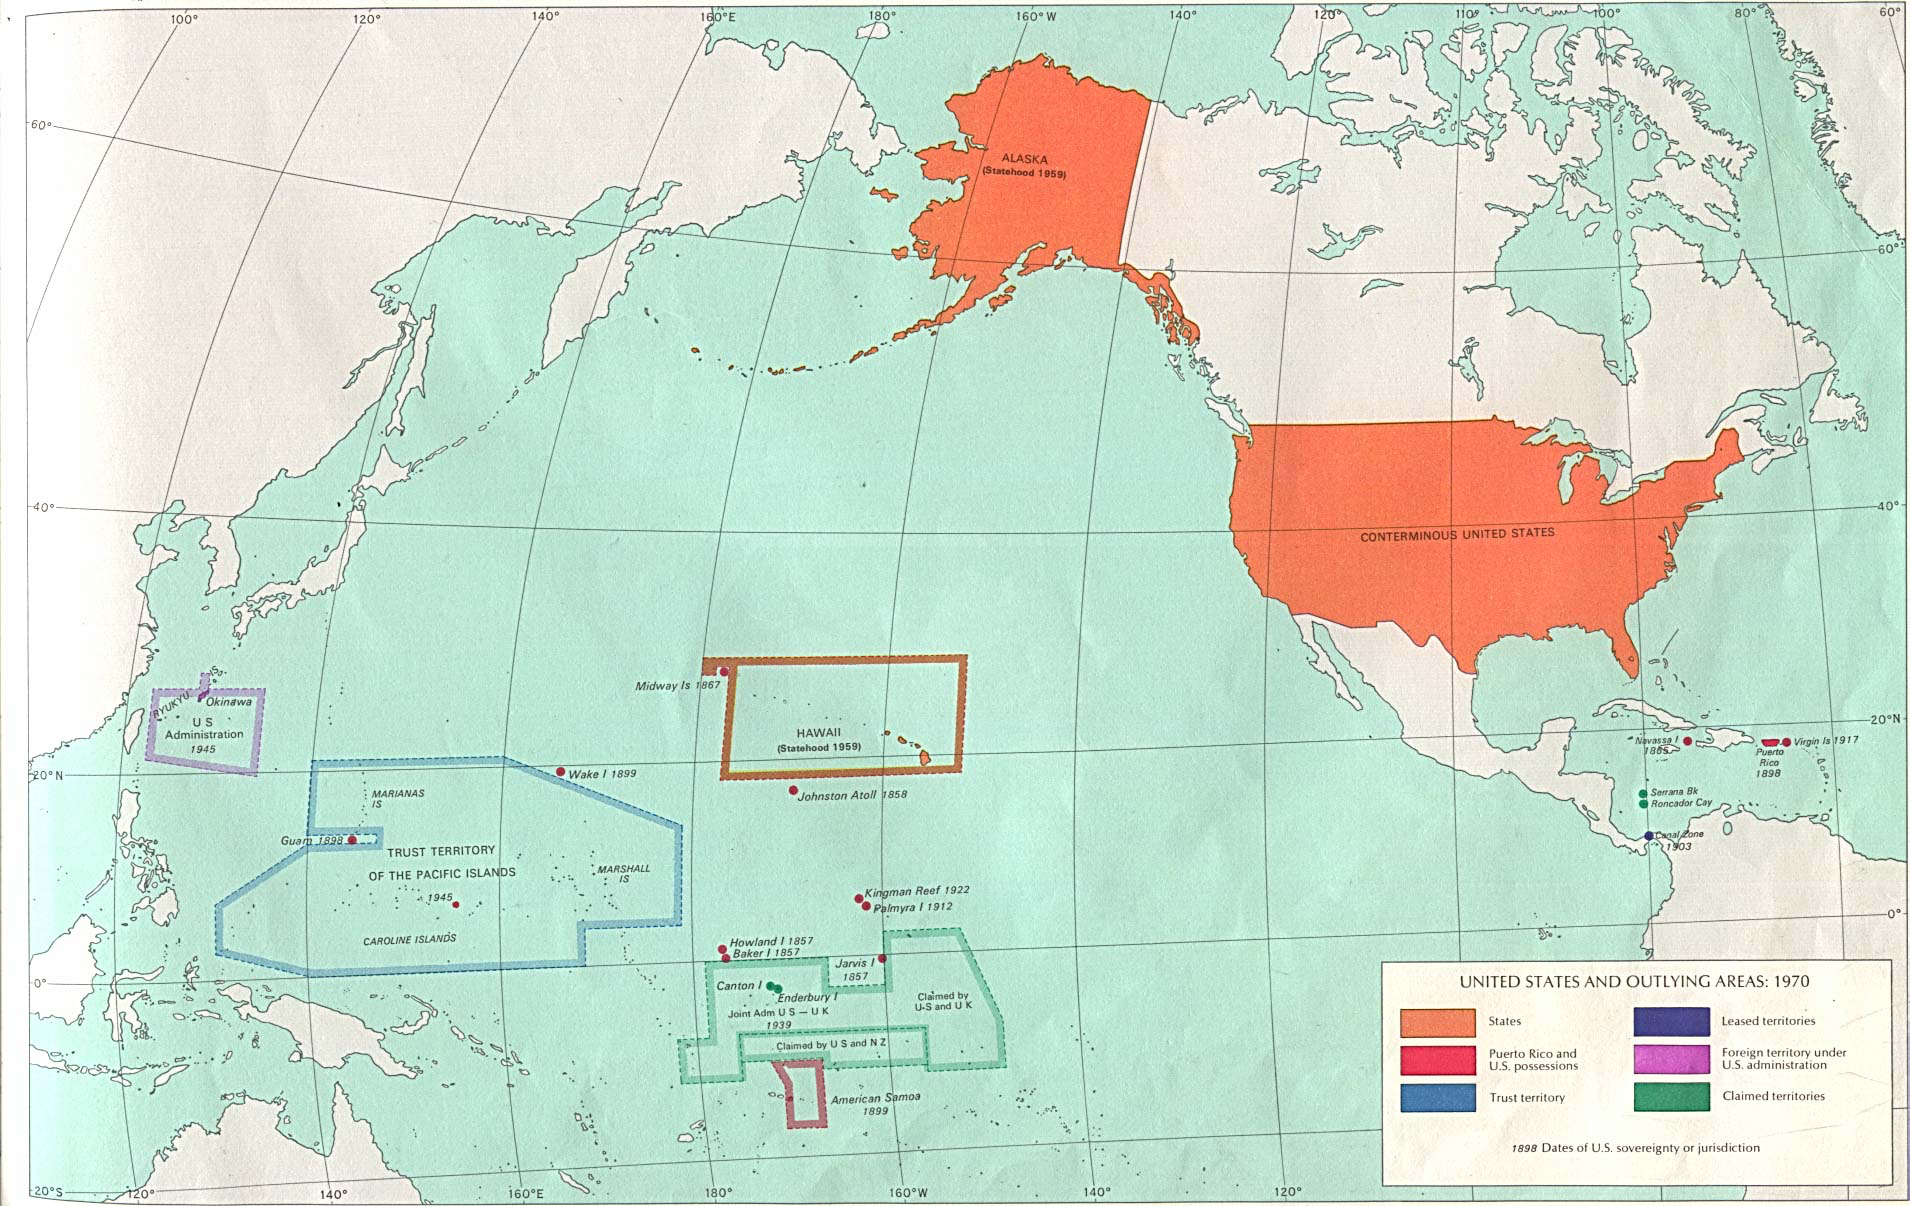 100°
120°
140°
160°E
180°
160°W
140°
120°
110°
100°
80°
60°
60°
60°
ALASKA
(Statehood 1959)
40°
40°
CONTERMINOUS UNITED STATES
RYUKYU IS.
Okinawa
U S
Administration
1945
Midway Is 1867
HAWAII
(Statehood 1959)
20°N
20°N
Navassa I
1865
Puerto
Rico
1898
Virgin Is 1917
Wake I 1899
Johnston Atoll 1858
MARIANAS
IS
Guam 1898
TRUST TERRITORY
OF THE PACIFIC ISLANDS
1945
MARSHALL
IS
CAROLINE ISLANDS
Serrana Bk
Roncador Cay
Canal Zone
1903
Kingman Reef 1922
Palmyra I 1912
Howland I 1857
Baker I 1857
Jarvis I
1857
0°
0°
Canton I
Enderbury I
Joint Adm U S — U K
1939
Claimed by
U·S and U K
Claimed by U S and N Z
American Samoa
1899
20°S
120°
140°
160°E
180°
160°W
140°
120°
UNITED STATES AND OUTLYING AREAS: 1970
States
Leased territories
Puerto Rico and
U.S. possessions
Foreign territory under
U.S. administration
Trust territory
Claimed territories
1898 Dates of U.S. sovereignty or jurisdiction